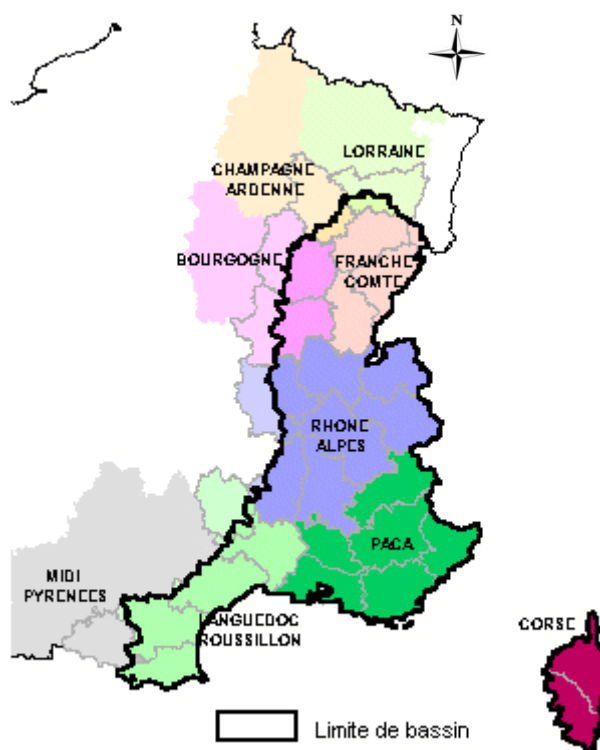 N
LORRAINE
CHAMPAGNE
ARDENNE
BOURGOGNE
FRANCHE
COMTE
RHONE
ALPES
PACA
MIDI
PYRENEES
LANGUEDOC
ROUSSILLON
CORSE
Limite de bassin